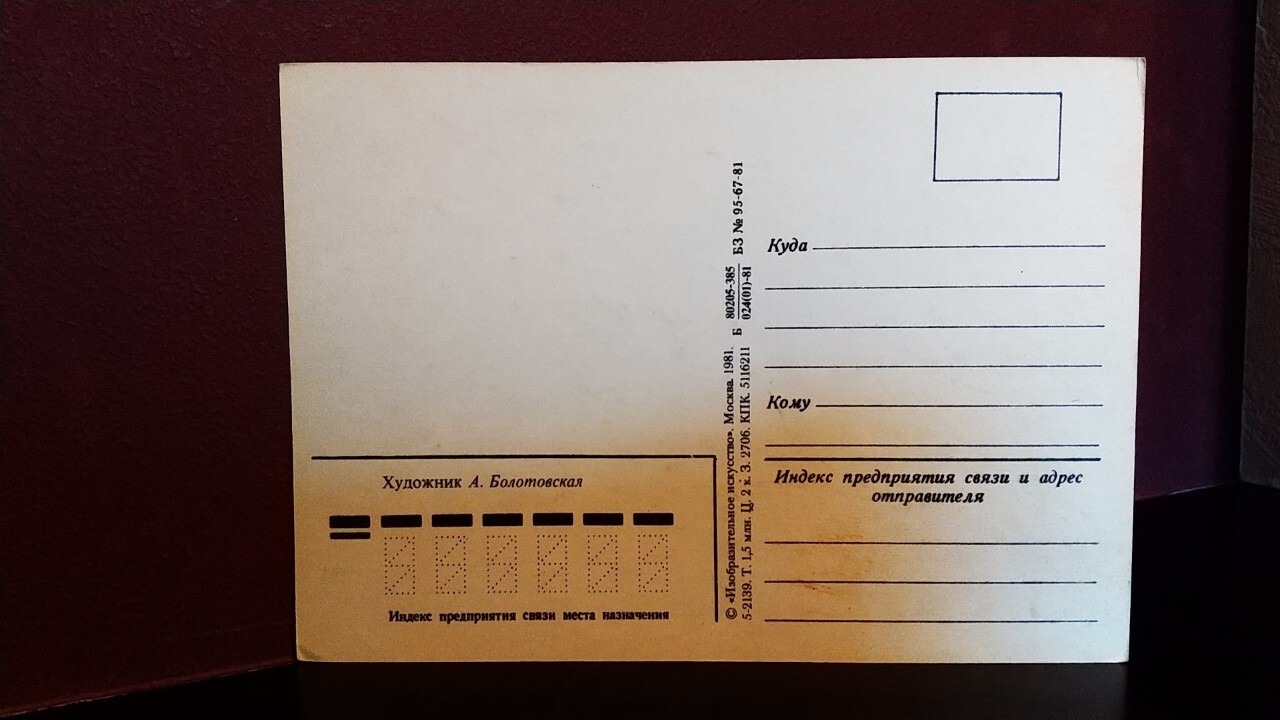 Художник А. Болотовская
Индекс предприятия связи места назначения
© «Изобразительное искусство». Москва. 1981. Б 80205-385 БЗ № 95-67-81
024(01)-81
5-2139. Т. 1,5 млн. Ц. 2 к. З. 2706. КПК. 5116211
Куда
Кому
Индекс предприятия связи и адрес
отправителя